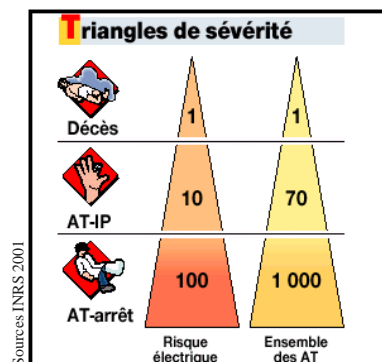 Triangles de sévérité
Décès
1
1
AT-IP
10
70
AT-arrêt
100
1 000
Risque
électrique
Ensemble
des AT
Sources INRS 2001